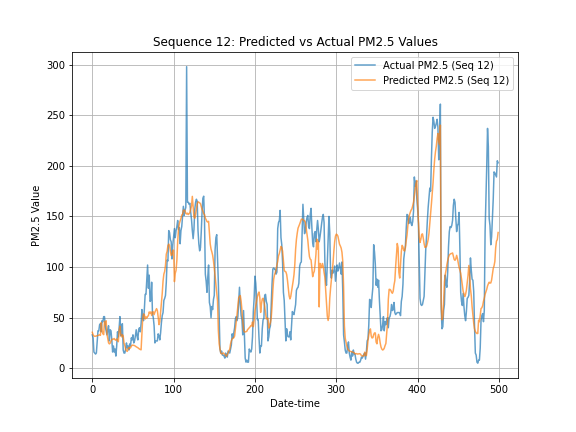 Sequence 12: Predicted vs Actual PM2.5 Values
Actual PM2.5 (Seq 12)
Predicted PM2.5 (Seq 12)
PM2.5 Value
300
250
200
150
100
50
0
0 100 200 300 400 500
Date-time